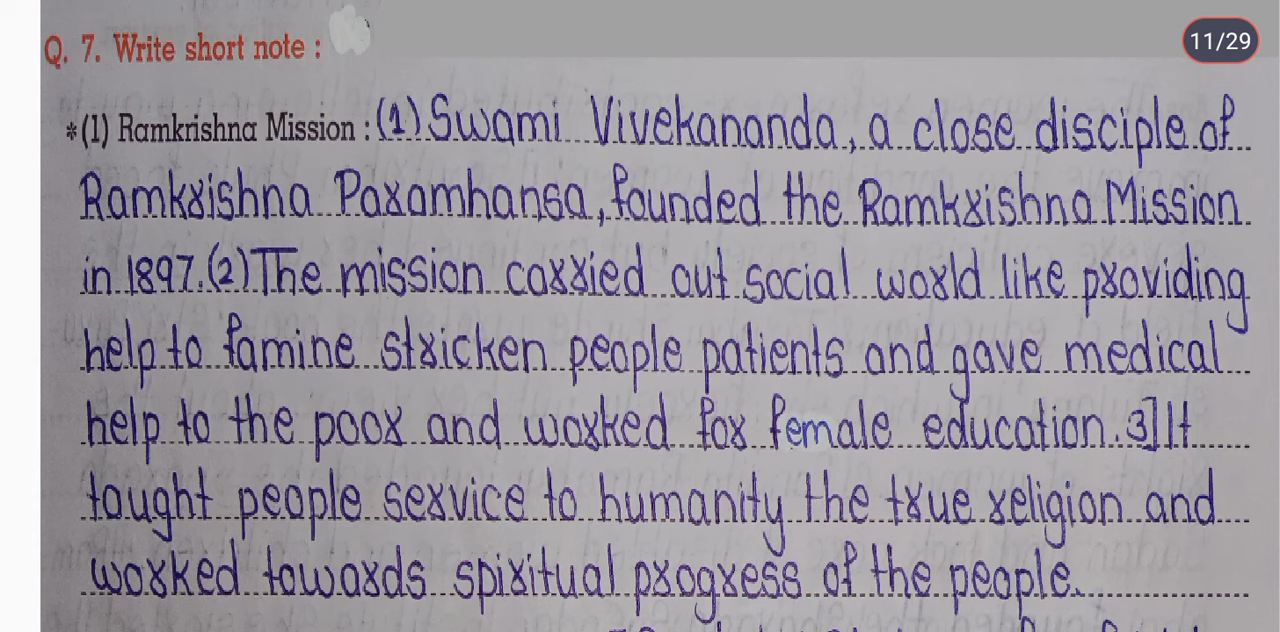 11/29
Q. 7. Write short note :
*(1) Ramkrishna Mission : (1) Swami Vivekananda, a close disciple of
Ramkrishna Paramhansa, founded the Ramkrishna Mission
in 1897. (2) The mission carried out social world like providing
help to famine stricken people patients and gave medical
help to the poor and worked for female education. 3] It
taught people service to humanity the true religion and
worked towards spiritual progress of the people.